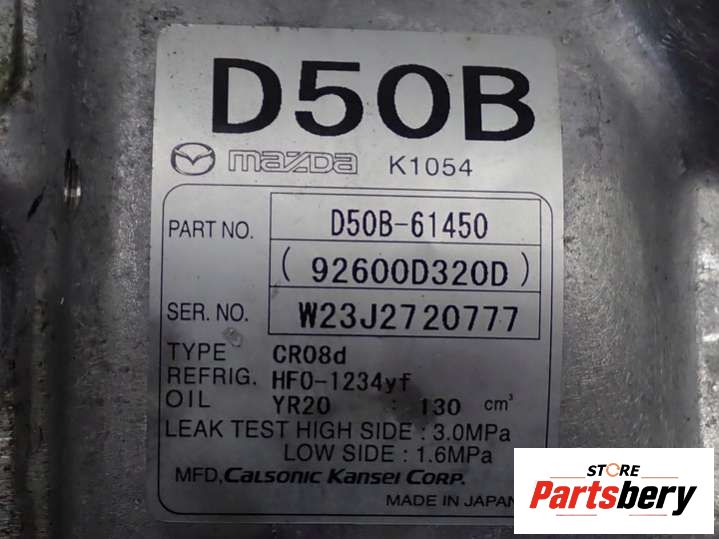 D50B
mazda K1054
PART NO. D50B-61450
( 92600D320D )
SER. NO. W23J2720777
TYPE CR08d
REFRIG. HFO-1234yf
OIL YR20 : 130 cm³
LEAK TEST HIGH SIDE : 3.0MPa
LOW SIDE : 1.6MPa
MFD. CALSONIC KANSEI CORP.
MADE IN JAPAN
STORE
Partsbery